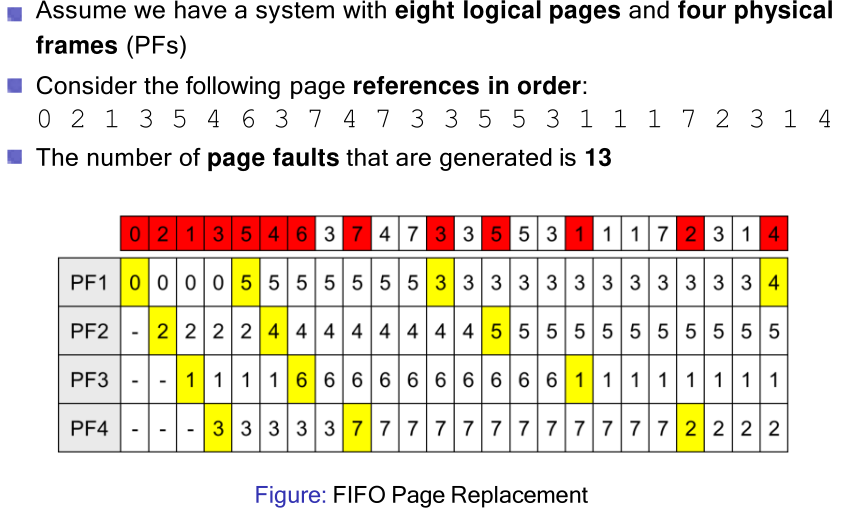 Assume we have a system with eight logical pages and four physical
frames (PFs)
Consider the following page references in order:
0 2 1 3 5 4 6 3 7 4 7 3 3 5 5 3 1 1 1 7 2 3 1 4
The number of page faults that are generated is 13
0 2 1 3 5 4 6 3 7 4 7 3 3 5 5 3 1 1 1 7 2 3 1 4
PF1 0 0 0 0 5 5 5 5 5 5 5 3 3 3 3 3 3 3 3 3 3 3 3 4
PF2 - 2 2 2 2 4 4 4 4 4 4 4 4 5 5 5 5 5 5 5 5 5 5 5
PF3 - - 1 1 1 1 6 6 6 6 6 6 6 6 6 6 1 1 1 1 1 1 1 1
PF4 - - - 3 3 3 3 3 7 7 7 7 7 7 7 7 7 7 7 7 2 2 2 2
Figure: FIFO Page Replacement